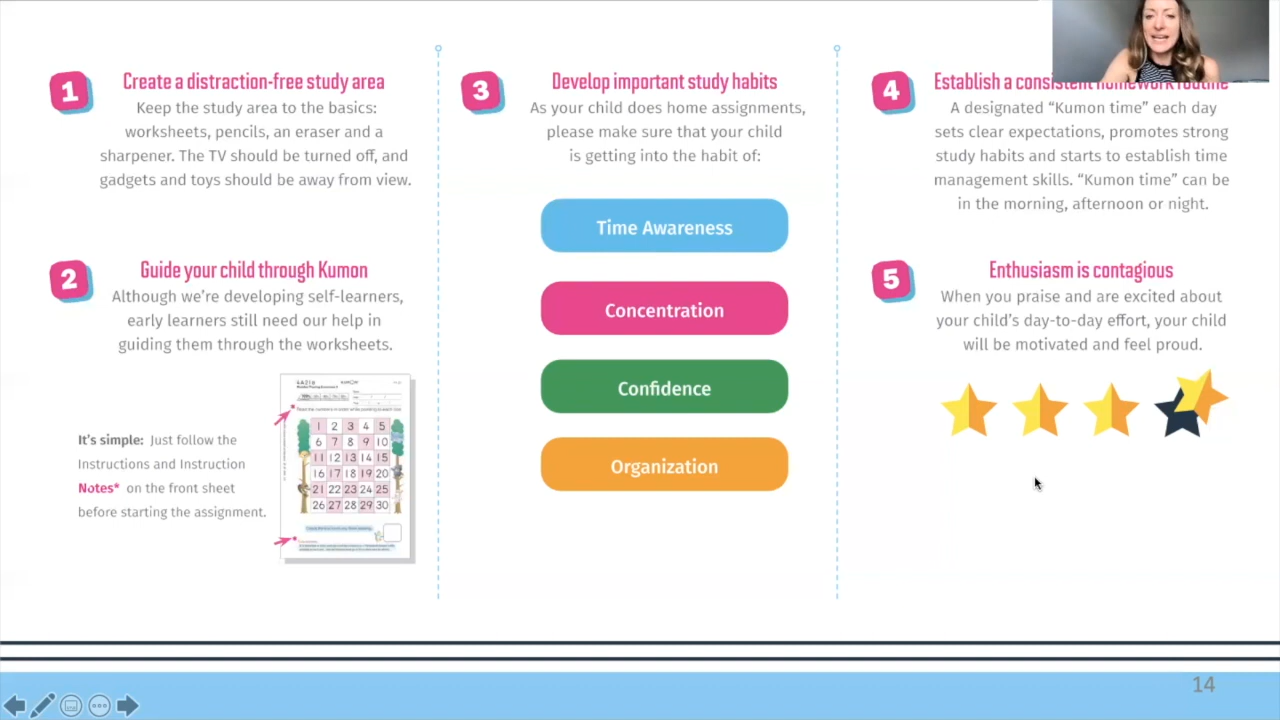 1
Create a distraction-free study area
Keep the study area to the basics:
worksheets, pencils, an eraser and a
sharpener. The TV should be turned off, and
gadgets and toys should be away from view.
2
Guide your child through Kumon
Although we’re developing self-learners,
early learners still need our help in
guiding them through the worksheets.
It’s simple: Just follow the
Instructions and Instruction
Notes* on the front sheet
before starting the assignment.
KUMON
1 2 3 4 5
6 7 8 9 10
11 12 13 14 15
16 17 18 19 20
21 22 23 24 25
26 27 28 29 30
3
Develop important study habits
As your child does home assignments,
please make sure that your child
is getting into the habit of:
Time Awareness
Concentration
Confidence
Organization
4
Establish a consistent homework routine
A designated “Kumon time” each day
sets clear expectations, promotes strong
study habits and starts to establish time
management skills. “Kumon time” can be
in the morning, afternoon or night.
5
Enthusiasm is contagious
When you praise and are excited about
your child’s day-to-day effort, your child
will be motivated and feel proud.
14